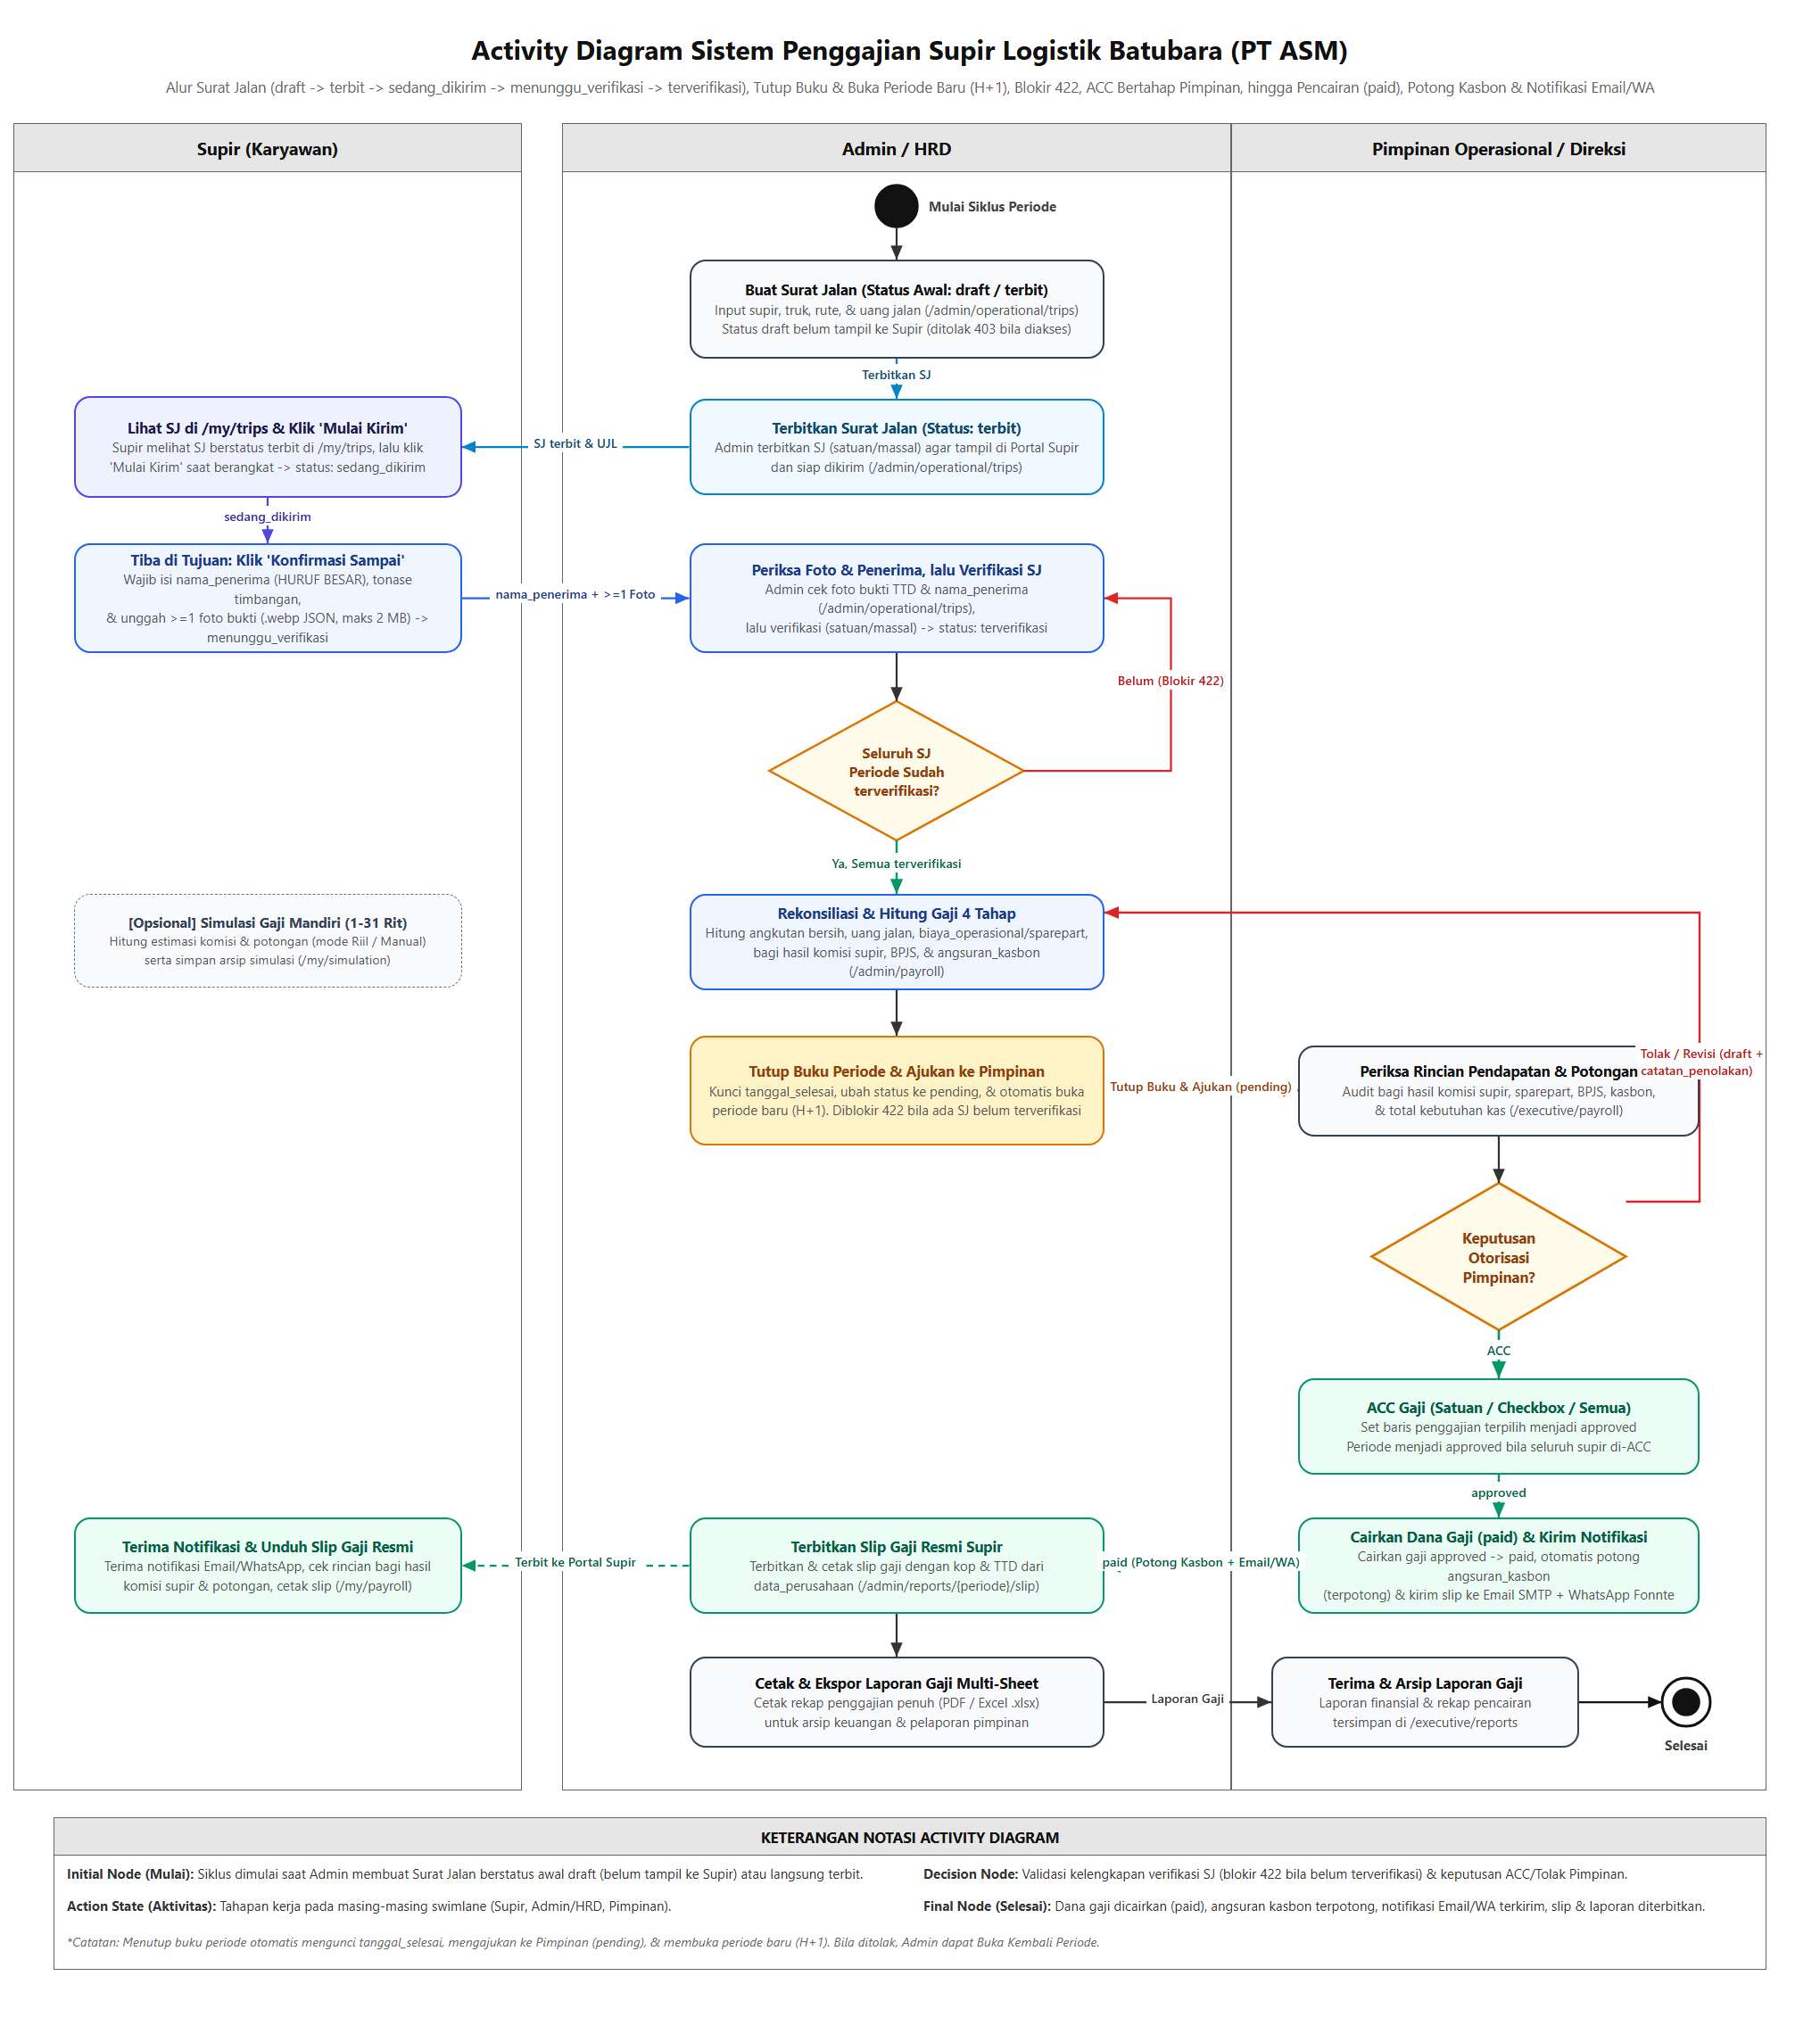 Activity Diagram Sistem Penggajian Supir Logistik Batubara (PT ASM)
Alur Surat Jalan (draft -> terbit -> sedang_dikirim -> menunggu_verifikasi -> terverifikasi), Tutup Buku & Buka Periode Baru (H+1), Blokir 422, ACC Bertahap Pimpinan, hingga Pencairan (paid), Potong Kasbon & Notifikasi Email/WA
Supir (Karyawan)
Admin / HRD
Pimpinan Operasional / Direksi
Mulai Siklus Periode
Buat Surat Jalan (Status Awal: draft / terbit)
Input supir, truk, rute, & uang jalan (/admin/operational/trips)
Status draft belum tampil ke Supir (ditolak 403 bila diakses)
Terbitkan SJ
Lihat SJ di /my/trips & Klik 'Mulai Kirim'
Supir melihat SJ berstatus terbit di /my/trips, lalu klik
'Mulai Kirim' saat berangkat -> status: sedang_dikirim
SJ terbit & UJL
Terbitkan Surat Jalan (Status: terbit)
Admin terbitkan SJ (satuan/massal) agar tampil di Portal Supir
dan siap dikirim (/admin/operational/trips)
sedang_dikirim
Tiba di Tujuan: Klik 'Konfirmasi Sampai'
Wajib isi nama_penerima (HURUF BESAR), tonase
timbangan,
& unggah >=1 foto bukti (.webp JSON, maks 2 MB) ->
menunggu_verifikasi
nama_penerima + >=1 Foto
Periksa Foto & Penerima, lalu Verifikasi SJ
Admin cek foto bukti TTD & nama_penerima
(/admin/operational/trips),
lalu verifikasi (satuan/massal) -> status: terverifikasi
Belum (Blokir 422)
Seluruh SJ
Periode Sudah
terverifikasi?
Ya, Semua terverifikasi
[Opsional] Simulasi Gaji Mandiri (1-31 Rit)
Hitung estimasi komisi & potongan (mode Riil / Manual)
serta simpan arsip simulasi (/my/simulation)
Rekonsiliasi & Hitung Gaji 4 Tahap
Hitung angkutan bersih, uang jalan, biaya_operasional/sparepart,
bagi hasil komisi supir, BPJS, & angsuran_kasbon
(/admin/payroll)
Tutup Buku Periode & Ajukan ke Pimpinan
Kunci tanggal_selesai, ubah status ke pending, & otomatis buka
periode baru (H+1). Diblokir 422 bila ada SJ belum terverifikasi
Tutup Buku & Ajukan (pending)
Periksa Rincian Pendapatan & Potongan
Audit bagi hasil komisi supir, sparepart, BPJS, kasbon,
& total kebutuhan kas (/executive/payroll)
Tolak / Revisi (draft +
catatan_penolakan)
Keputusan
Otorisasi
Pimpinan?
ACC
ACC Gaji (Satuan / Checkbox / Semua)
Set baris penggajian terpilih menjadi approved
Periode menjadi approved bila seluruh supir di-ACC
approved
Terima Notifikasi & Unduh Slip Gaji Resmi
Terima notifikasi Email/WhatsApp, cek rincian bagi hasil
komisi supir & potongan, cetak slip (/my/payroll)
Terbit ke Portal Supir
Terbitkan Slip Gaji Resmi Supir
Terbitkan & cetak slip gaji dengan kop & TTD dari
data_perusahaan (/admin/reports/{periode}/slip)
paid (Potong Kasbon + Email/WA)
Cairkan Dana Gaji (paid) & Kirim Notifikasi
Cairkan gaji approved -> paid, otomatis potong
angsuran_kasbon
(terpotong) & kirim slip ke Email SMTP + WhatsApp Fonnte
Cetak & Ekspor Laporan Gaji Multi-Sheet
Cetak rekap penggajian penuh (PDF / Excel .xlsx)
untuk arsip keuangan & pelaporan pimpinan
Laporan Gaji
Terima & Arsip Laporan Gaji
Laporan finansial & rekap pencairan
tersimpan di /executive/reports
Selesai
KETERANGAN NOTASI ACTIVITY DIAGRAM
Initial Node (Mulai): Siklus dimulai saat Admin membuat Surat Jalan berstatus awal draft (belum tampil ke Supir) atau langsung terbit.
Decision Node: Validasi kelengkapan verifikasi SJ (blokir 422 bila belum terverifikasi) & keputusan ACC/Tolak Pimpinan.
Action State (Aktivitas): Tahapan kerja pada masing-masing swimlane (Supir, Admin/HRD, Pimpinan).
Final Node (Selesai): Dana gaji dicairkan (paid), angsuran kasbon terpotong, notifikasi Email/WA terkirim, slip & laporan diterbitkan.
*Catatan: Menutup buku periode otomatis mengunci tanggal_selesai, mengajukan ke Pimpinan (pending), & membuka periode baru (H+1). Bila ditolak, Admin dapat Buka Kembali Periode.